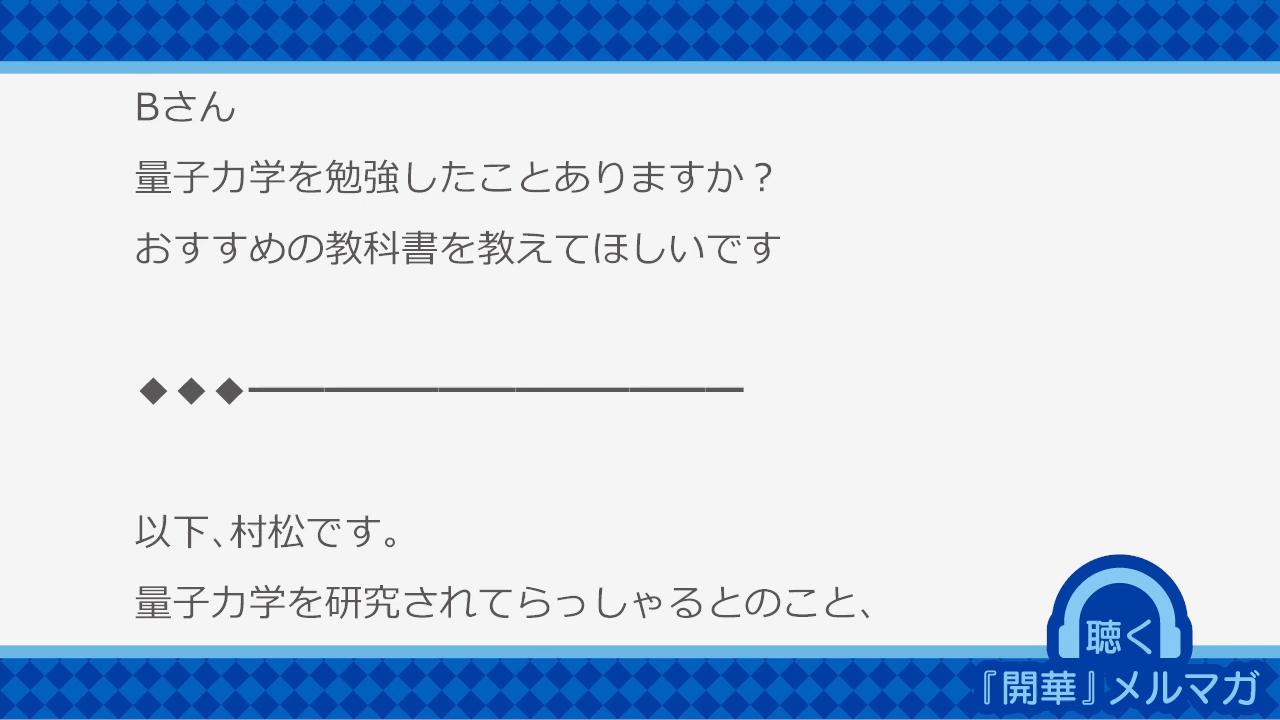 Bさん
量子力学を勉強したことありますか？
おすすめの教科書を教えてほしいです
◆◆◆━━━━━━━━━━━━━
以下、村松です。
量子力学を研究されてらっしゃるとのこと、
聴く
『開華』メルマガ